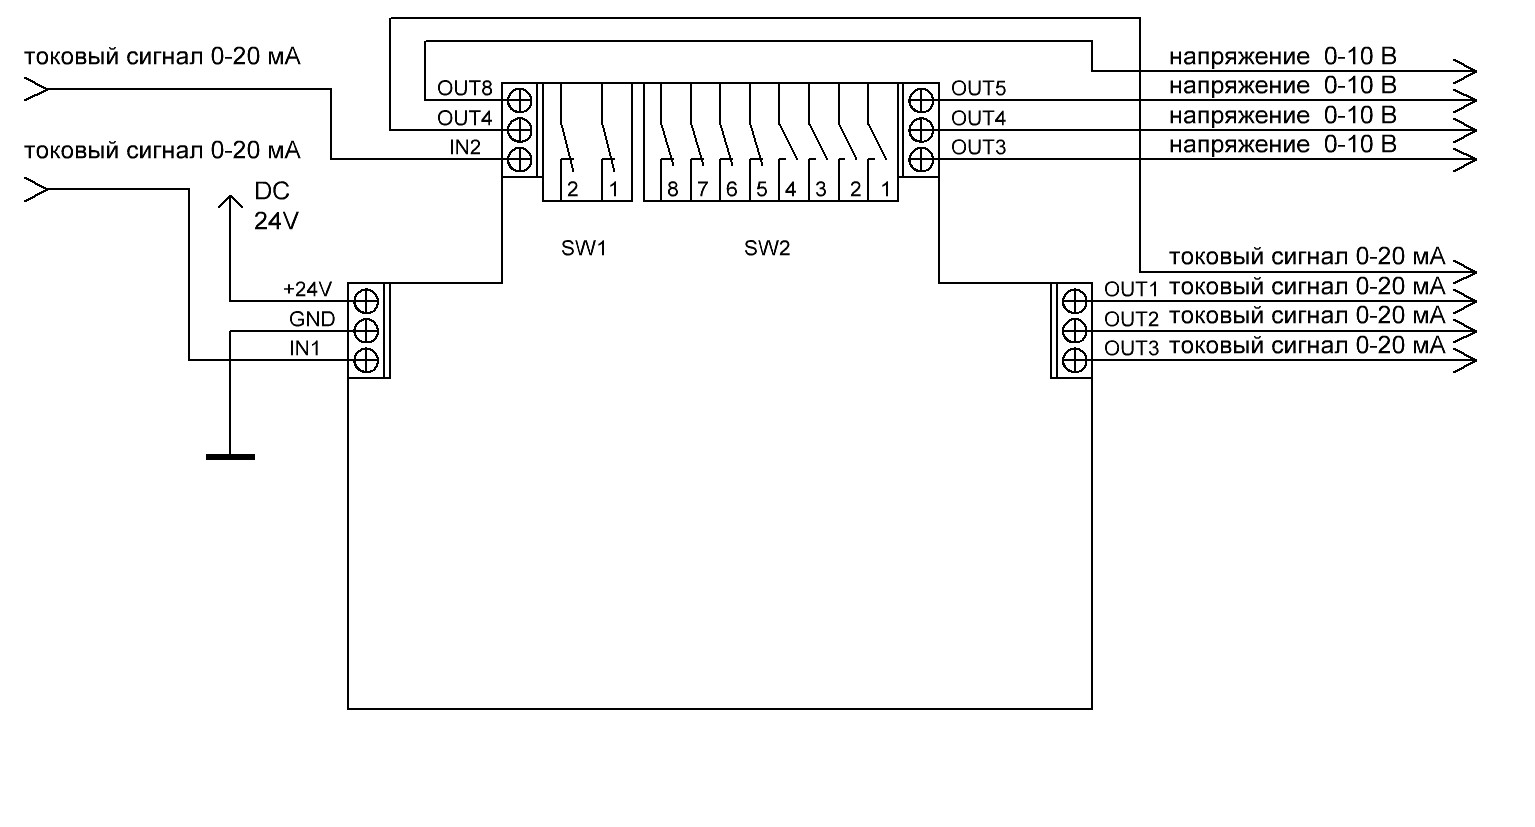 токовый сигнал 0-20 мА
токовый сигнал 0-20 мА
DC
24V
+24V
GND
IN1
OUT8
OUT4
IN2
2 1
8 7 6 5 4 3 2 1
SW1
SW2
OUT5
OUT4
OUT3
напряжение 0-10 В
напряжение 0-10 В
напряжение 0-10 В
напряжение 0-10 В
токовый сигнал 0-20 мА
OUT1 токовый сигнал 0-20 мА
OUT2 токовый сигнал 0-20 мА
OUT3 токовый сигнал 0-20 мА